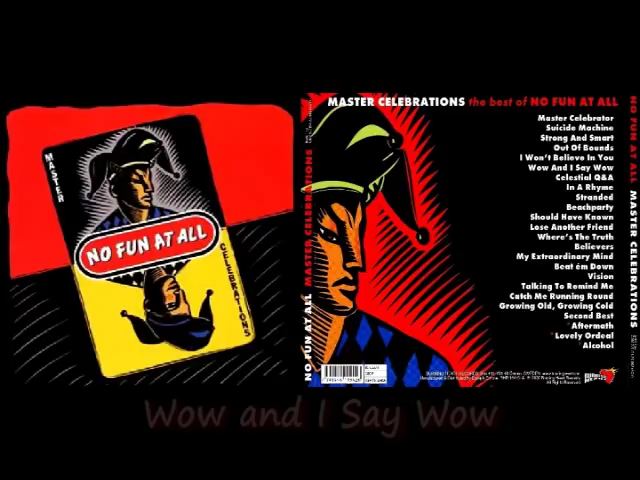 MASTER
NO FUN AT ALL
CELEBRATIONS
NO FUN AT ALL MASTER CELEBRATIONS
MASTER CELEBRATIONS the best of NO FUN AT ALL
Master Celebrator
Suicide Machine
Strong And Smart
Out Of Bounds
I Won't Believe In You
Wow And I Say Wow
Celestial Q&A
In A Rhyme
Stranded
Beachparty
Should Have Known
Lose Another Friend
Where's The Truth
Believers
My Extraordinary Mind
Beat ém Down
Vision
Talking To Remind Me
Catch Me Running Round
Growing Old, Growing Cold
Second Best
*Aftermath
*Lovely Ordeal
*Alcohol
NO FUN AT ALL MASTER CELEBRATIONS
Wow and I Say Wow